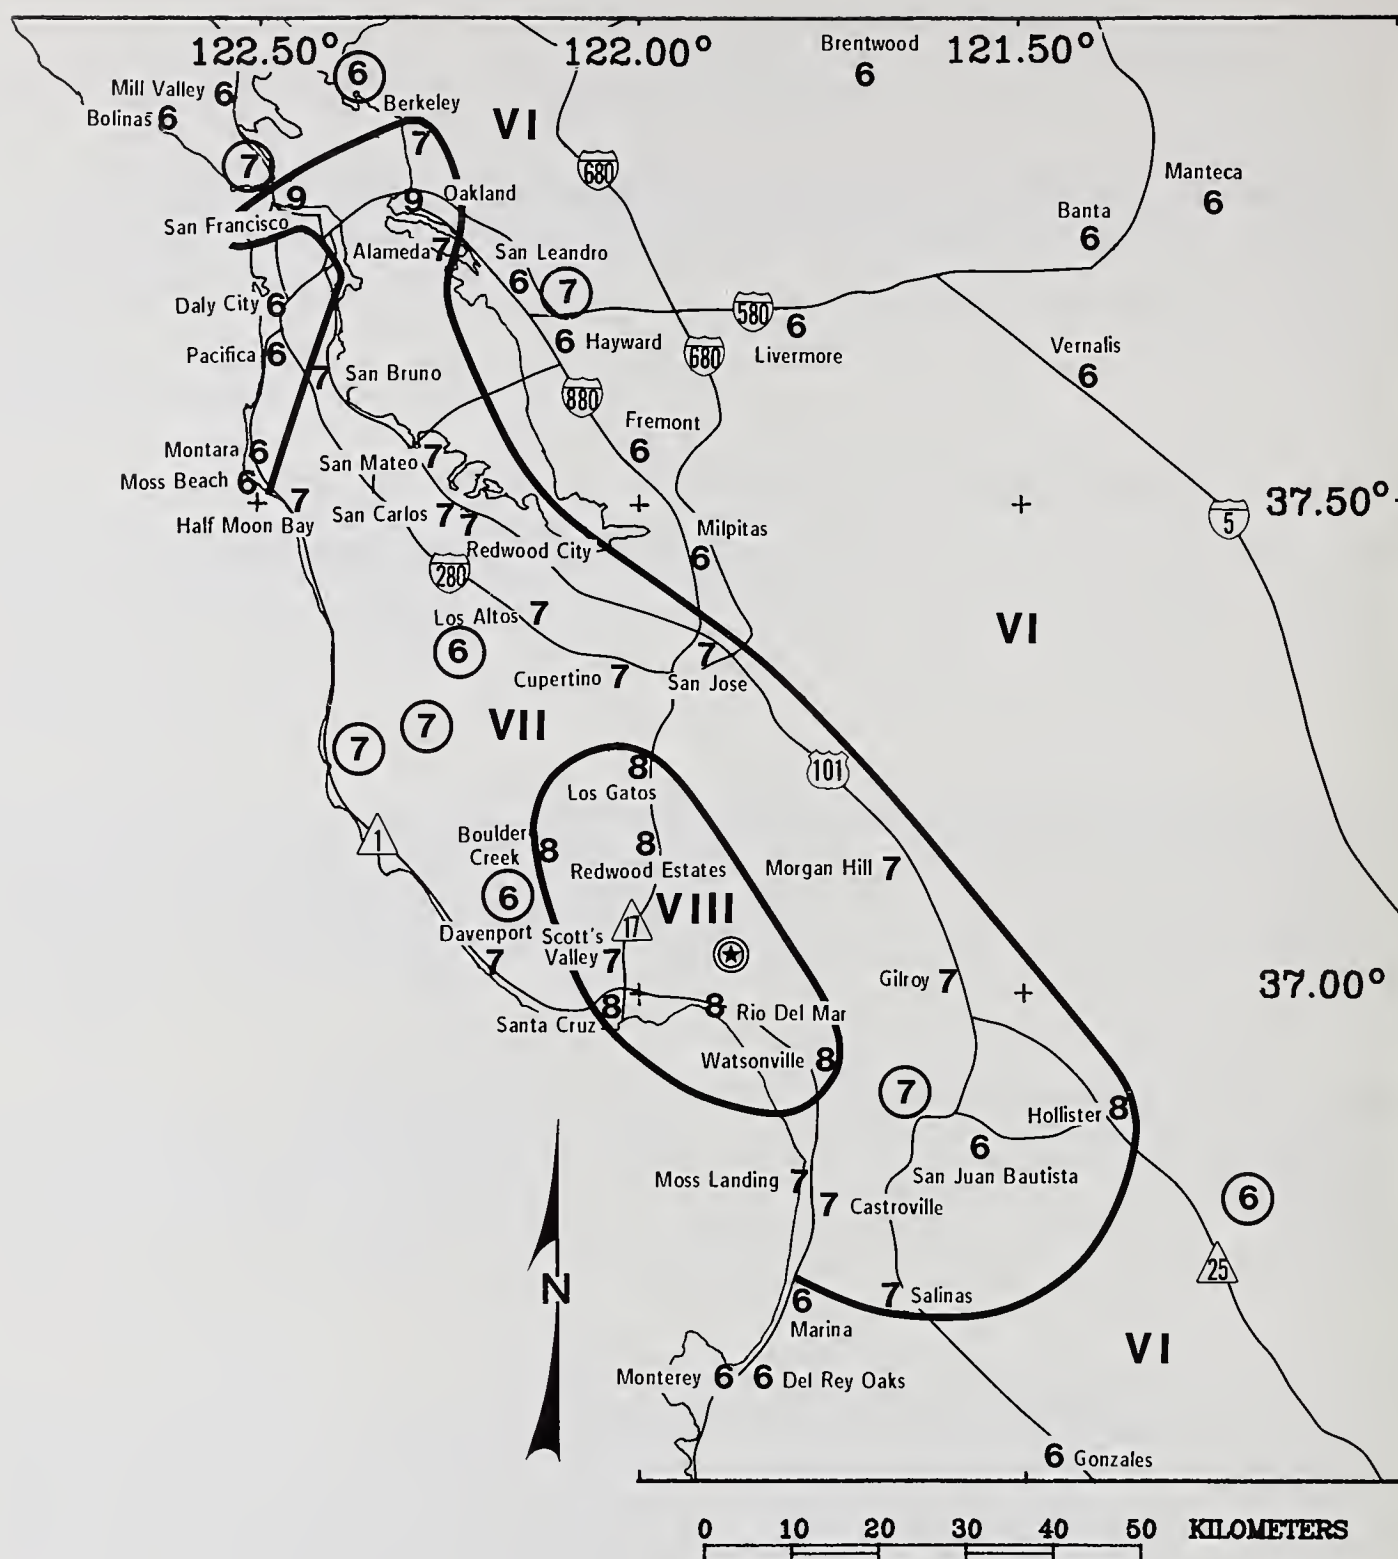 122.50° 122.00° 121.50°
Brentwood
6
6
Mill Valley 6
Bolinas 6
Berkeley
7
VI
7
680
Manteca
6
9
9 Oakland
San Francisco
Banta
6
Alameda 7
San Leandro
6
7
Daly City 6
580
6
Livermore
6 Hayward
Pacifica 6
680
Vernalis
6
7 San Bruno
880
Fremont
6
Montara 6
San Mateo 7
Moss Beach 6
7
Half Moon Bay
37.50°
San Carlos 7
7
Redwood City
5
Milpitas
6
280
Los Altos 7
VI
6
7
San Jose
Cupertino 7
VII
7
7
8
Los Gatos
101
1
Boulder
Creek 8
8
Redwood Estates
Morgan Hill 7
6
VIII
17
Davenport
7
Scott's
Valley 7
Gilroy 7
37.00°
8
Santa Cruz
8 Rio Del Mar
Watsonville 8
7
Hollister 8
6
San Juan Bautista
Moss Landing 7
7 Castroville
6
25
N
7 Salinas
6
Marina
VI
Monterey 6
6 Del Rey Oaks
6 Gonzales
0 10 20 30 40 50 KILOMETERS